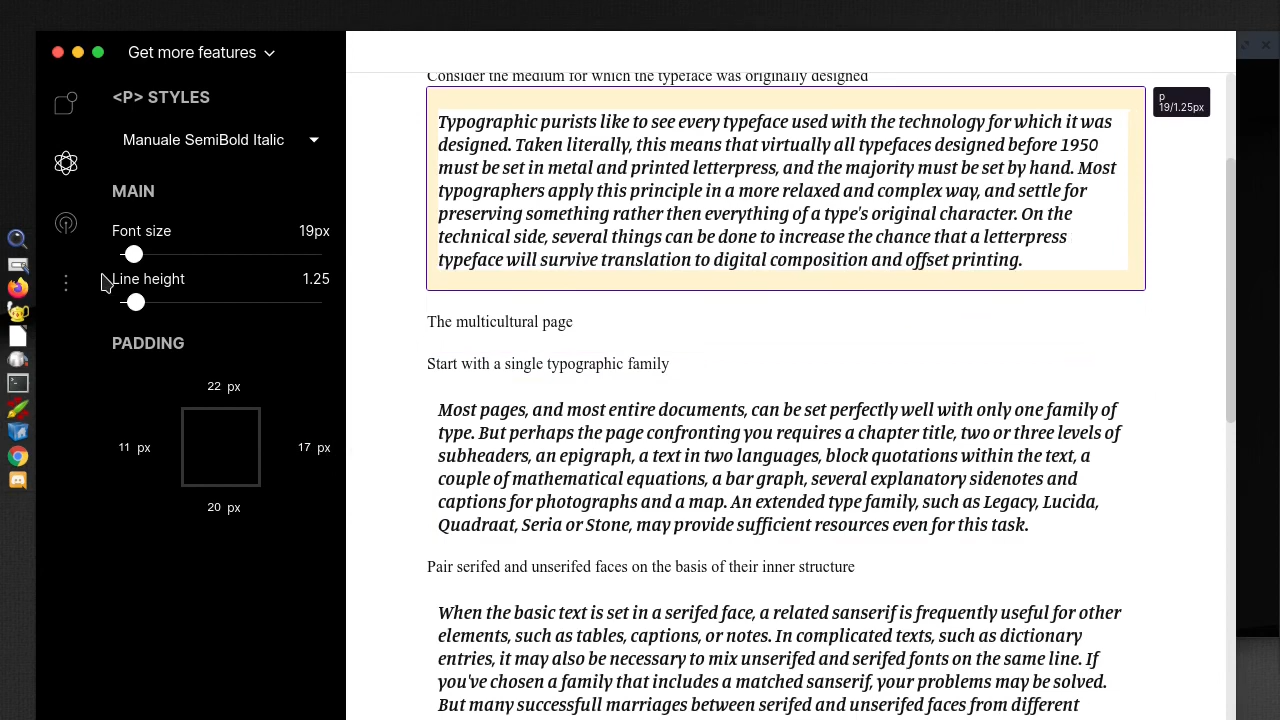 Get more features
<P> STYLES
Manuale SemiBold Italic
MAIN
Font size 19px
Line height 1.25
PADDING
22 px
11 px 17 px
20 px
Consider the medium for which the typeface was originally designed
Typographic purists like to see every typeface used with the technology for which it was
designed. Taken literally, this means that virtually all typefaces designed before 1950
must be set in metal and printed letterpress, and the majority must be set by hand. Most
typographers apply this principle in a more relaxed and complex way, and settle for
preserving something rather then everything of a type's original character. On the
technical side, several things can be done to increase the chance that a letterpress
typeface will survive translation to digital composition and offset printing.
p
19/1.25px
The multicultural page
Start with a single typographic family
Most pages, and most entire documents, can be set perfectly well with only one family of
type. But perhaps the page confronting you requires a chapter title, two or three levels of
subheaders, an epigraph, a text in two languages, block quotations within the text, a
couple of mathematical equations, a bar graph, several explanatory sidenotes and
captions for photographs and a map. An extended type family, such as Legacy, Lucida,
Quadraat, Seria or Stone, may provide sufficient resources even for this task.
Pair serifed and unserifed faces on the basis of their inner structure
When the basic text is set in a serifed face, a related sanserif is frequently useful for other
elements, such as tables, captions, or notes. In complicated texts, such as dictionary
entries, it may also be necessary to mix unserifed and serifed fonts on the same line. If
you've chosen a family that includes a matched sanserif, your problems may be solved.
But many successfull marriages between serifed and unserifed faces from different